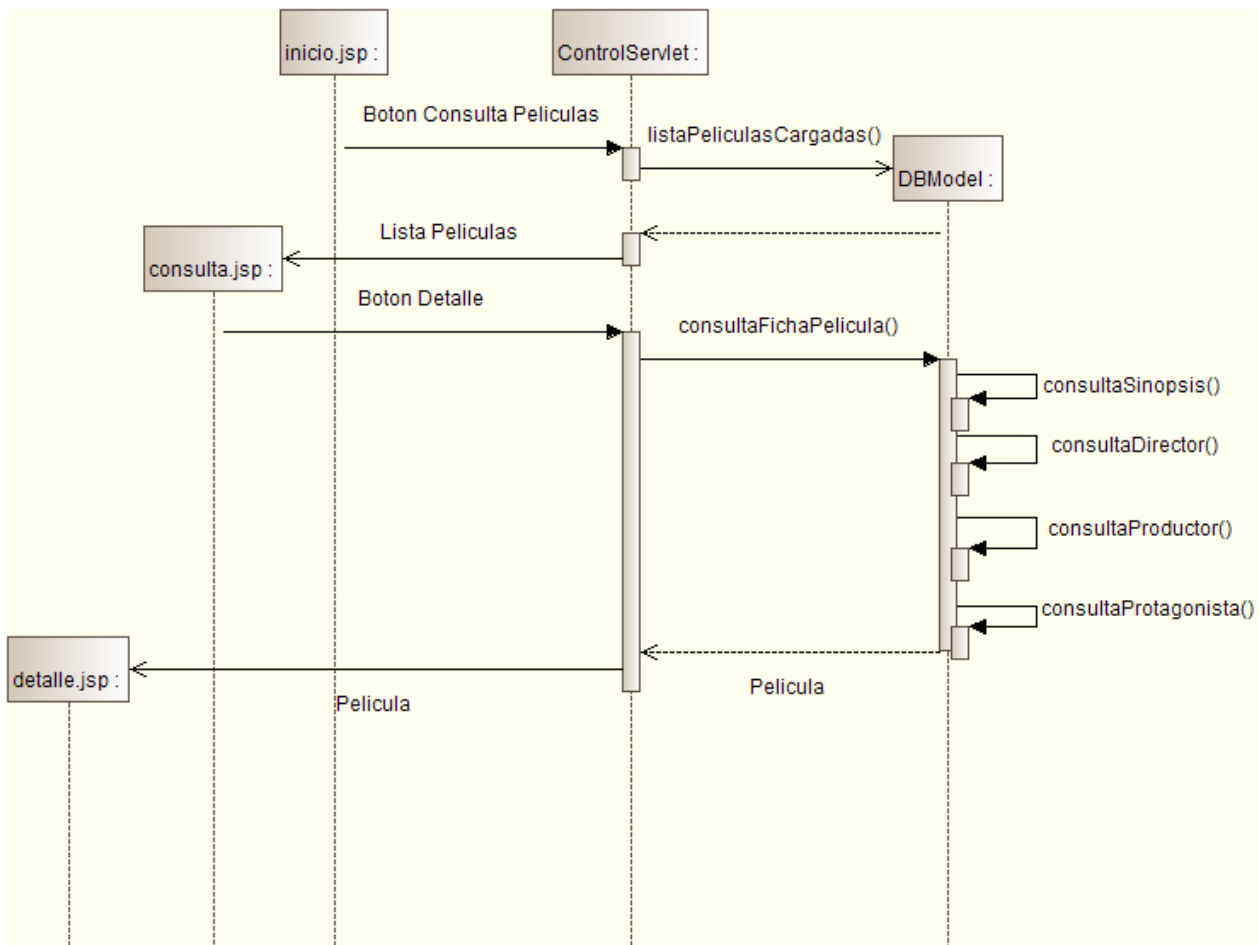 inicio.jsp :
ControlServlet :
Boton Consulta Peliculas
listaPeliculasCargadas()
DBModel :
Lista Peliculas
consulta.jsp :
Boton Detalle
consultaFichaPelicula()
consultaSinopsis()
consultaDirector()
consultaProductor()
consultaProtagonista()
detalle.jsp :
Pelicula
Pelicula